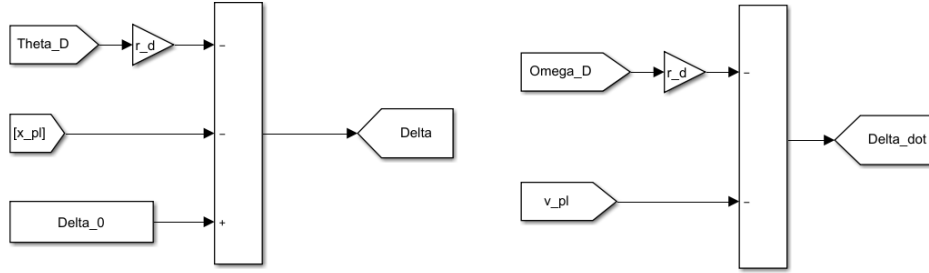 Theta_D
r_d
−
[x_pl]
−
Delta
Delta_0
+
Omega_D
r_d
−
Delta_dot
v_pl
−